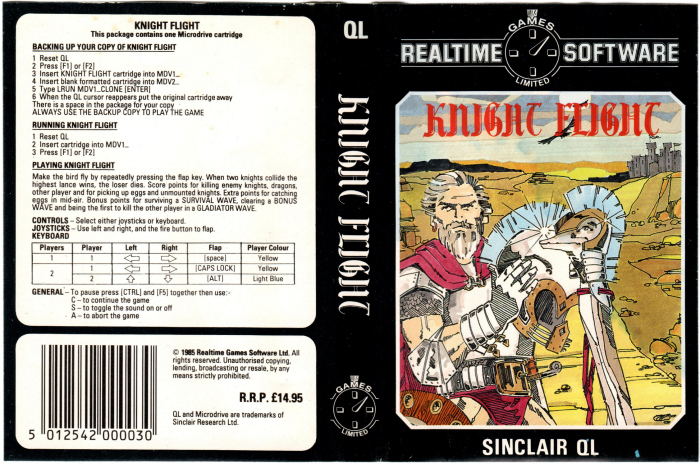 KNIGHT FLIGHT
This package contains one Microdrive cartridge
BACKING UP YOUR COPY OF KNIGHT FLIGHT
1 Reset QL
2 Press [F1] or [F2]
3 Insert KNIGHT FLIGHT cartridge into MDV1_
4 Insert blank formatted cartridge into MDV2_
5 Type LRUN MDV1_CLONE [ENTER]
6 When the QL cursor reappears put the original cartridge away
There is a space in the package for your copy
ALWAYS USE THE BACKUP COPY TO PLAY THE GAME
RUNNING KNIGHT FLIGHT
1 Reset QL
2 Insert cartridge into MDV1_
3 Press [F1] or [F2]
PLAYING KNIGHT FLIGHT
Make the bird fly by repeatedly pressing the flap key. When two knights collide the
highest lance wins, the loser dies. Score points for killing enemy knights, dragons,
other player and for picking up eggs and unmounted knights. Extra points for catching
eggs in mid-air. Bonus points for surviving a SURVIVAL WAVE, clearing a BONUS
WAVE and being the first to kill the other player in a GLADIATOR WAVE.
CONTROLS – Select either joysticks or keyboard.
JOYSTICKS – Use left and right, and the fire button to flap.
KEYBOARD
Players Player Left Right Flap Player Colour
1 1 ⇦ ⇨ [space] Yellow
2 1 ⇦ ⇨ [CAPS LOCK] Yellow
2 ⇧ ⇩ [ALT] Light Blue
GENERAL – To pause press [CTRL] and [F5] together then use:-
C – to continue the game
S – to toggle the sound on or off
A – to abort the game
© 1985 Realtime Games Software Ltd. All
rights reserved. Unauthorised copying,
lending, broadcasting or resale, by any
means strictly prohibited.
R.R.P. £14.95
QL and Microdrive are trademarks of
Sinclair Research Ltd.
5 012542 000030
QL
KNIGHT FLIGHT
GAMES
LIMITED
REALTIME SOFTWARE
GAMES
LIMITED
KNIGHT FLIGHT
SINCLAIR QL